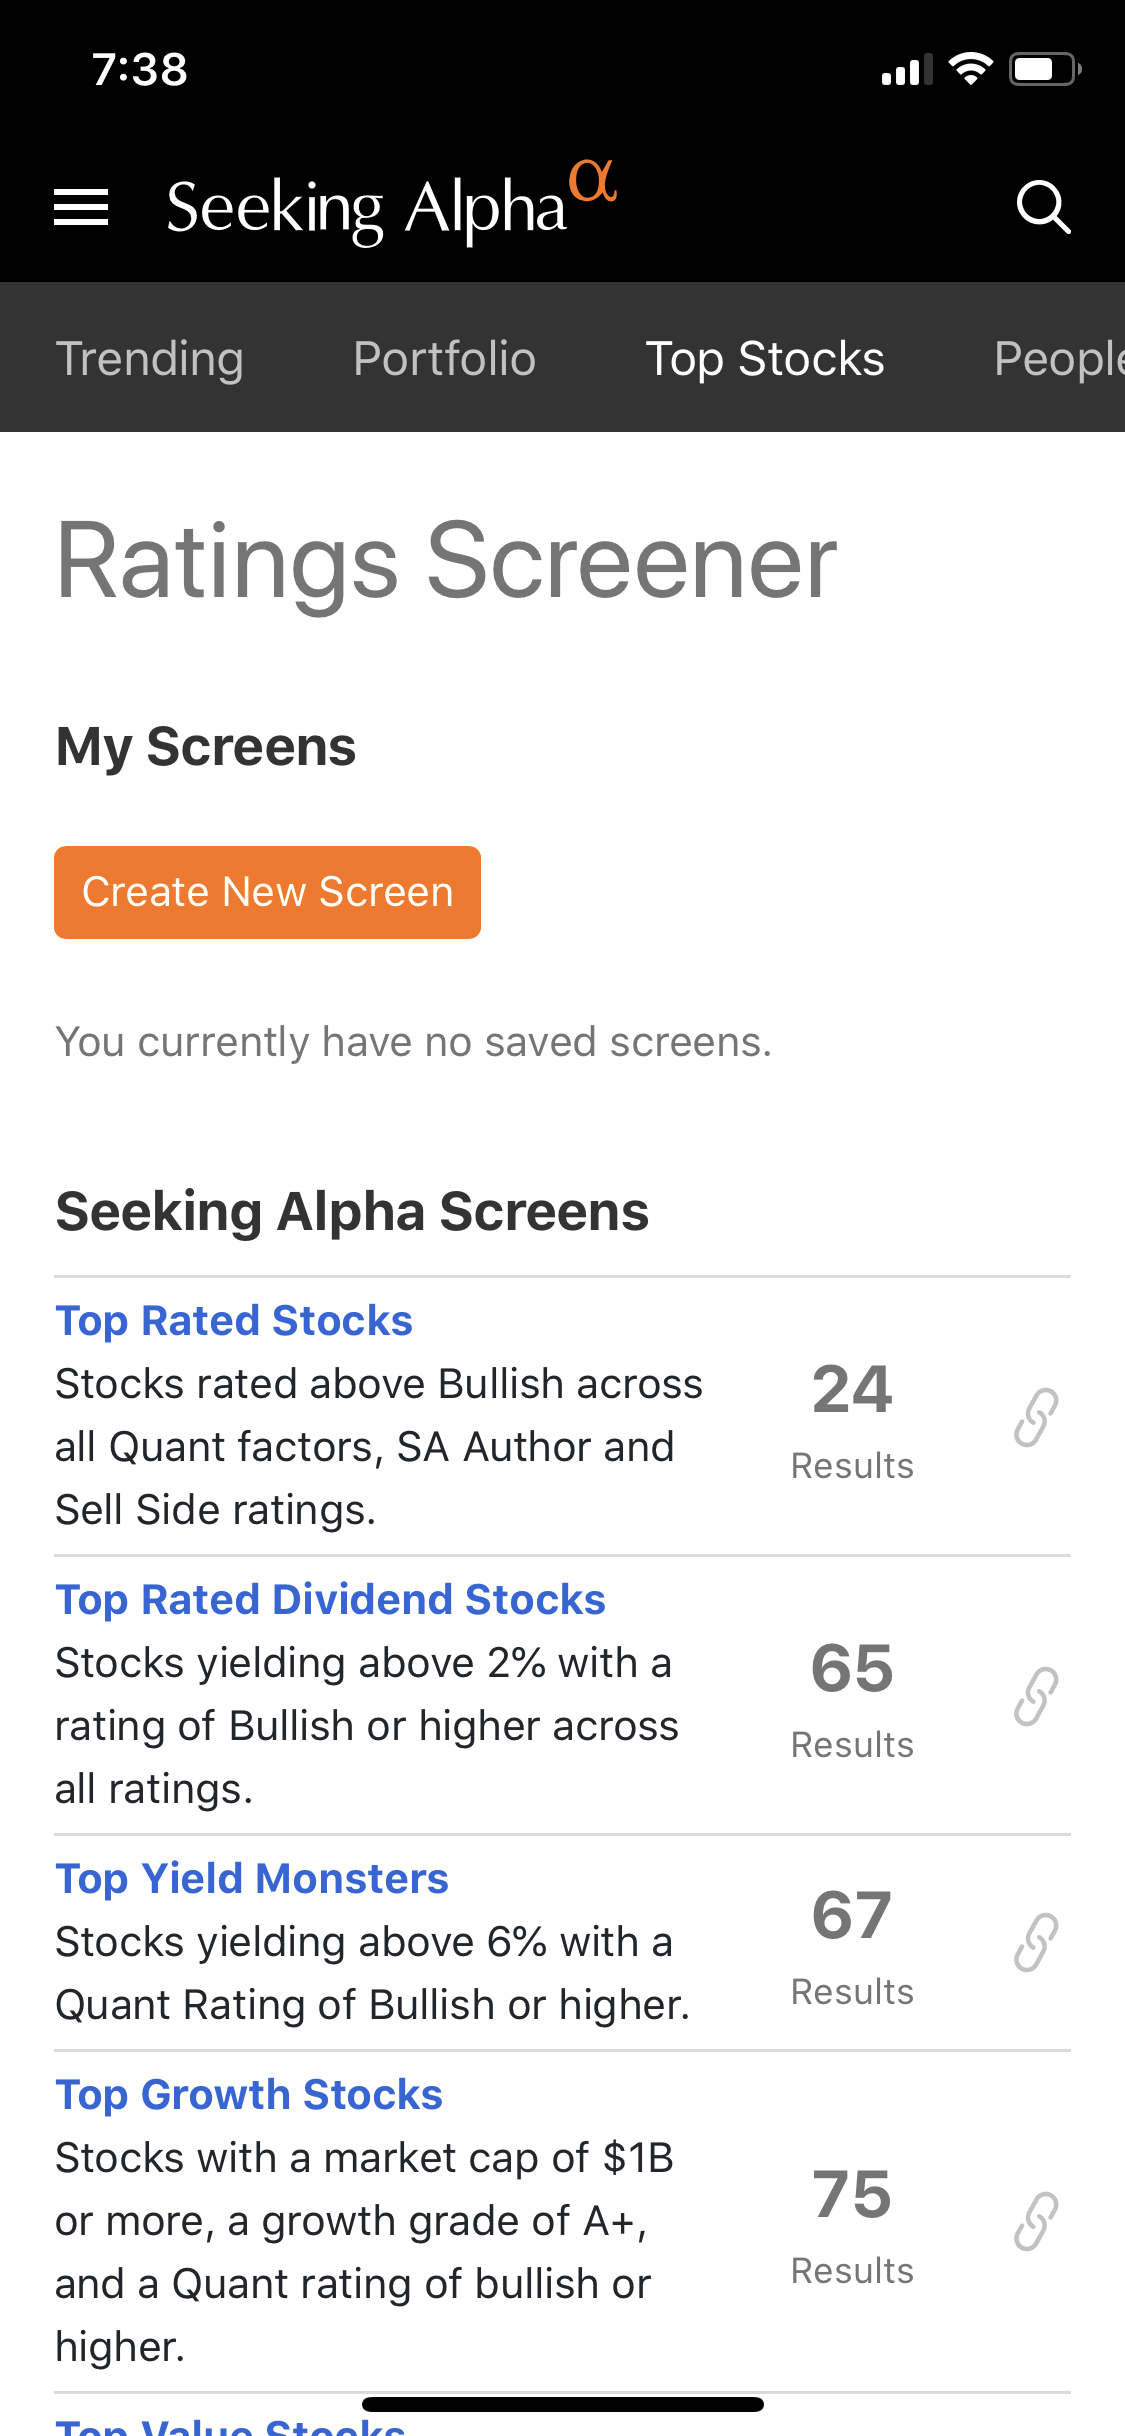 7:38
Seeking Alpha α
Trending Portfolio Top Stocks People
Ratings Screener
My Screens
Create New Screen
You currently have no saved screens.
Seeking Alpha Screens
Top Rated Stocks
Stocks rated above Bullish across
all Quant factors, SA Author and
Sell Side ratings.
24
Results
Top Rated Dividend Stocks
Stocks yielding above 2% with a
rating of Bullish or higher across
all ratings.
65
Results
Top Yield Monsters
Stocks yielding above 6% with a
Quant Rating of Bullish or higher.
67
Results
Top Growth Stocks
Stocks with a market cap of $1B
or more, a growth grade of A+,
and a Quant rating of bullish or
higher.
75
Results
Top Value Stocks